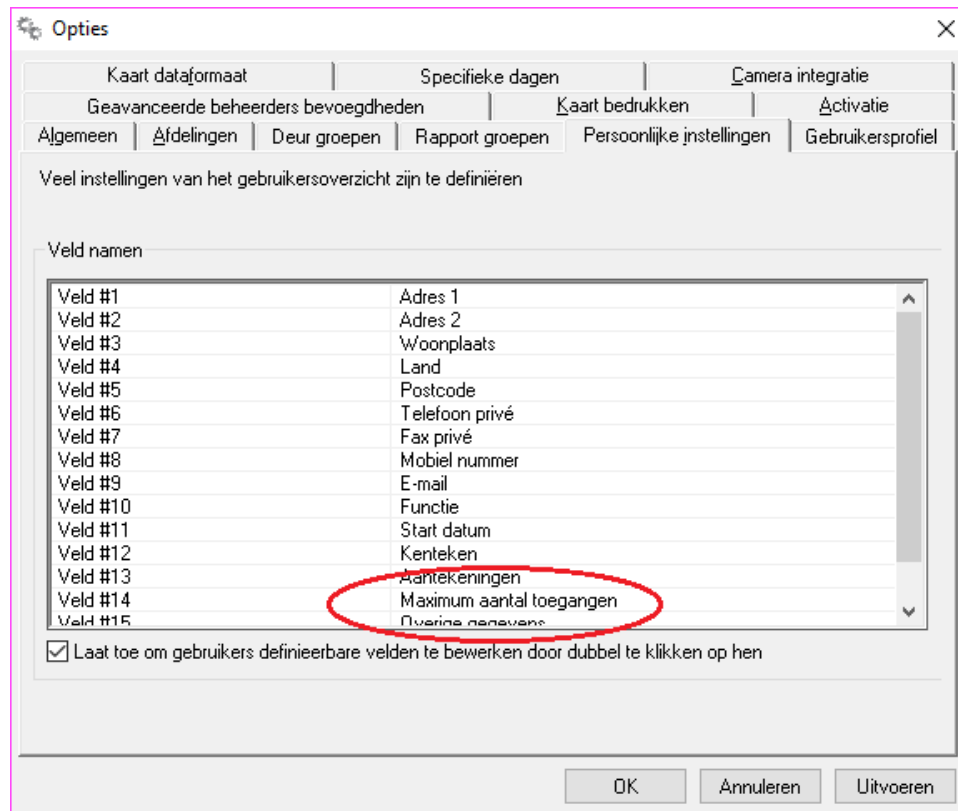 Opties
Kaart dataformaat
Specifieke dagen
Camera integratie
Geavanceerde beheerders bevoegdheden
Kaart bedrukken
Activatie
Algemeen
Afdelingen
Deur groepen
Rapport groepen
Persoonlijke instellingen
Gebruikersprofiel
Veel instellingen van het gebruikersoverzicht zijn te definiëren
Veld namen
Veld #1 Adres 1
Veld #2 Adres 2
Veld #3 Woonplaats
Veld #4 Land
Veld #5 Postcode
Veld #6 Telefoon privé
Veld #7 Fax privé
Veld #8 Mobiel nummer
Veld #9 E-mail
Veld #10 Functie
Veld #11 Start datum
Veld #12 Kenteken
Veld #13 Aantekeningen
Veld #14 Maximum aantal toegangen
Veld #15 Overige gegevens
Laat toe om gebruikers definieerbare velden te bewerken door dubbel te klikken op hen
OK
Annuleren
Uitvoeren